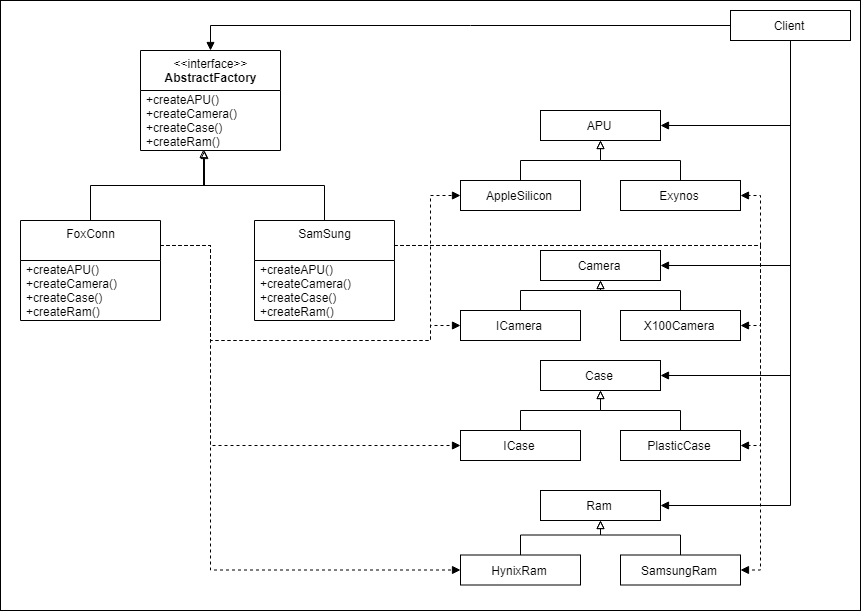 Client
<<interface>>
AbstractFactory
+createAPU()
+createCamera()
+createCase()
+createRam()
APU
AppleSilicon
Exynos
FoxConn
+createAPU()
+createCamera()
+createCase()
+createRam()
SamSung
+createAPU()
+createCamera()
+createCase()
+createRam()
Camera
ICamera
X100Camera
Case
ICase
PlasticCase
Ram
HynixRam
SamsungRam